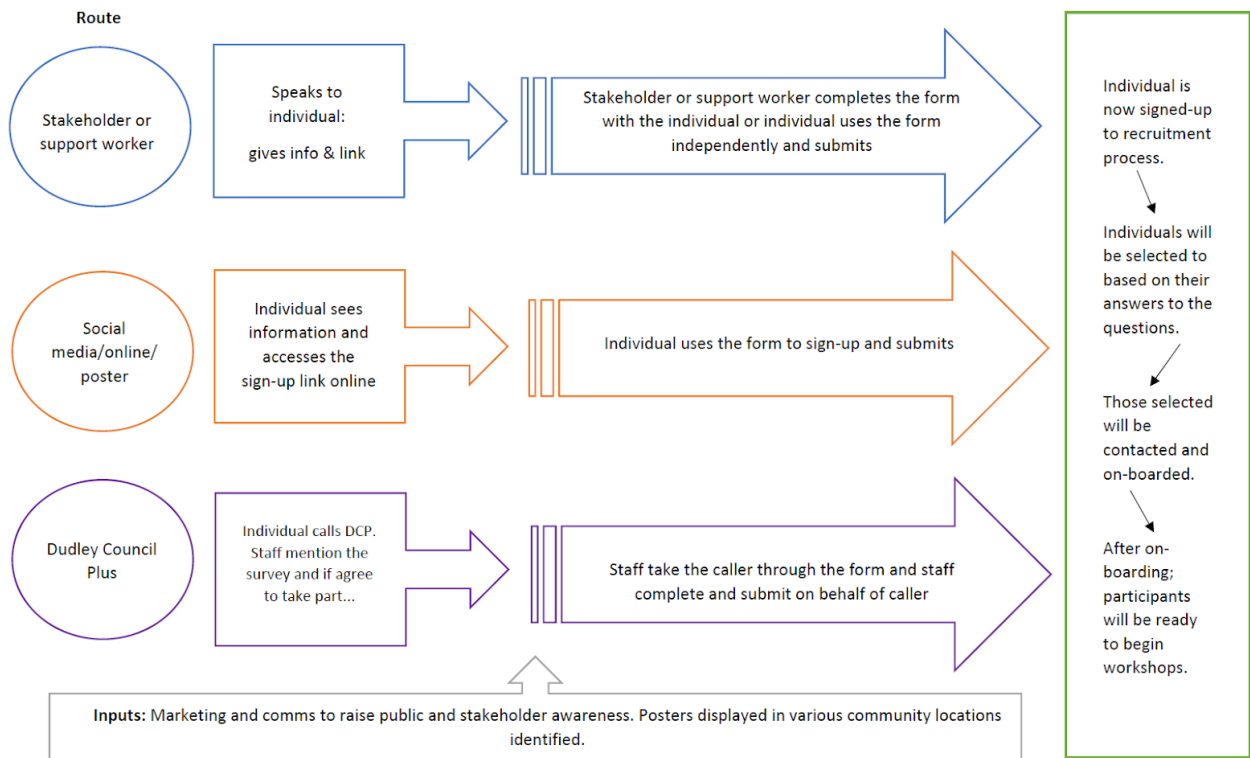 Route
Stakeholder or
support worker
Speaks to
individual:
gives info & link
Stakeholder or support worker completes the form
with the individual or individual uses the form
independently and submits
Social
media/online/
poster
Individual sees
information and
accesses the
sign-up link online
Individual uses the form to sign-up and submits
Dudley Council
Plus
Individual calls DCP.
Staff mention the
survey and if agree
to take part...
Staff take the caller through the form and staff
complete and submit on behalf of caller
Inputs: Marketing and comms to raise public and stakeholder awareness. Posters displayed in various community locations
identified.
Individual is
now signed-up
to recruitment
process.
Individuals will
be selected to
based on their
answers to the
questions.
Those selected
will be
contacted and
on-boarded.
After on-
boarding;
participants
will be ready
to begin
workshops.